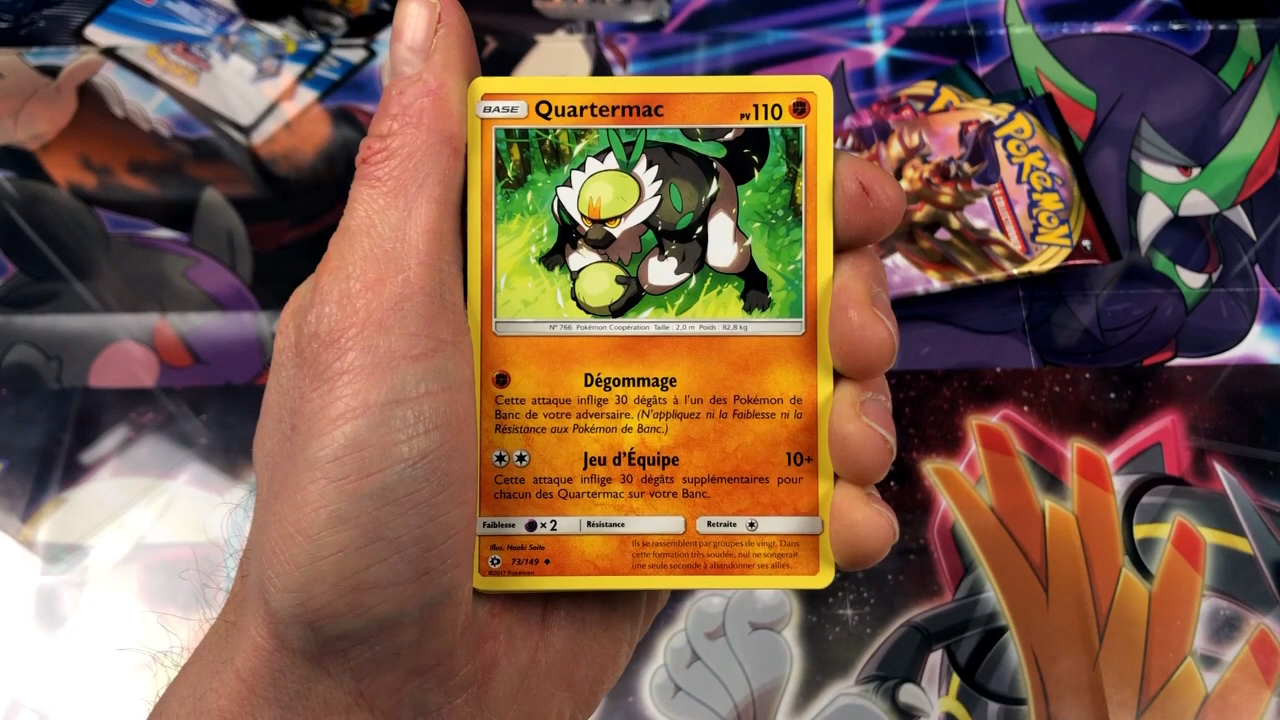 BASE Quartermac PV 110
N° 766 Pokémon Coopération Taille : 2,0 m Poids : 82,8 kg
Dégommage
Cette attaque inflige 30 dégâts à l'un des Pokémon de
Banc de votre adversaire. (N'appliquez ni la Faiblesse ni la
Résistance aux Pokémon de Banc.)
Jeu d'Équipe 10+
Cette attaque inflige 30 dégâts supplémentaires pour
chacun des Quartermac sur votre Banc.
Faiblesse ×2 Résistance Retraite
Illus. Naoki Saito
73/149
©2017 Pokémon
Ils se rassemblent par groupes de vingt. Dans
cette formation très soudée, nul ne songerait
une seule seconde à abandonner ses alliés.
POKÉMON